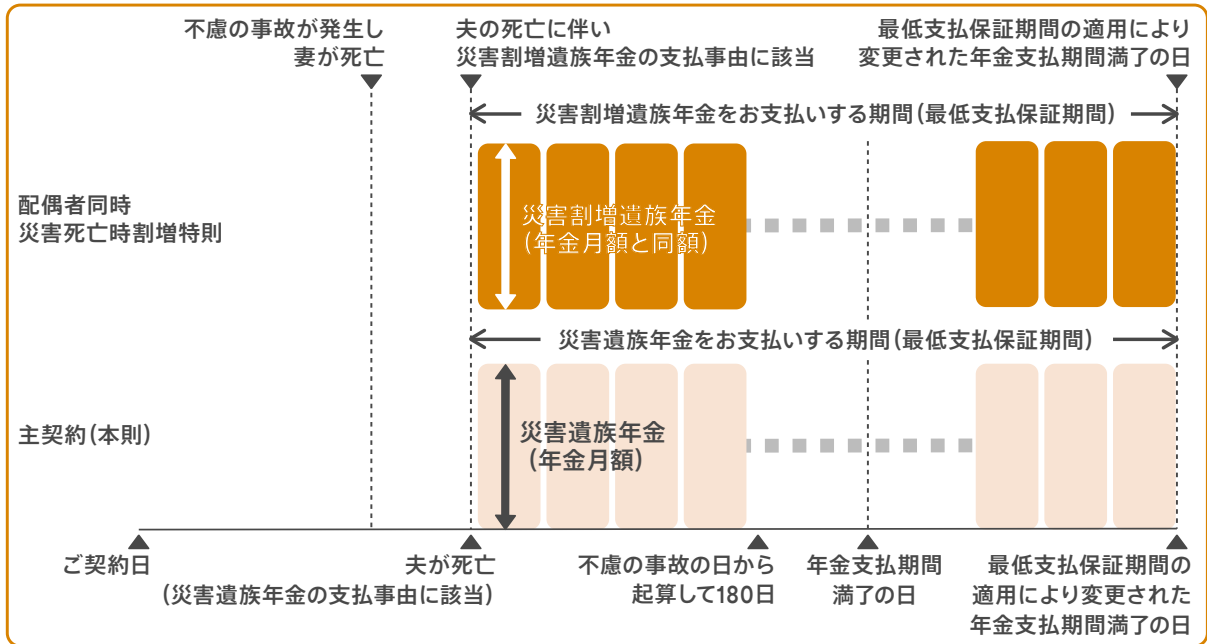 不慮の事故が発生し
妻が死亡
夫の死亡に伴い
災害割増遺族年金の支払事由に該当
最低支払保証期間の適用により
変更された年金支払期間満了の日
災害割増遺族年金をお支払いする期間(最低支払保証期間)
配偶者同時
災害死亡時割増特則
災害割増遺族年金
(年金月額と同額)
災害遺族年金をお支払いする期間(最低支払保証期間)
主契約(本則)
災害遺族年金
(年金月額)
ご契約日
夫が死亡
(災害遺族年金の支払事由に該当)
不慮の事故の日から
起算して180日
年金支払期間
満了の日
最低支払保証期間の
適用により変更された
年金支払期間満了の日